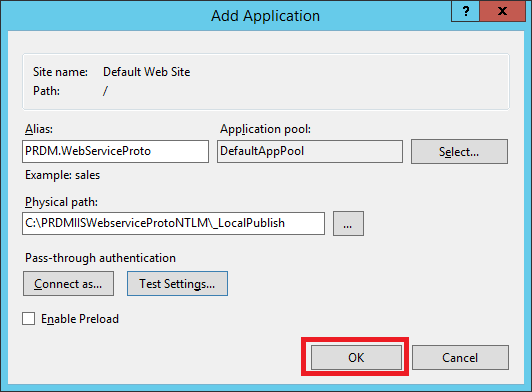 Add Application
? x
Site name: Default Web Site
Path: /
Alias: Application pool:
PRDM.WebServiceProto DefaultAppPool Select...
Example: sales
Physical path:
C:\PRDMIISWebserviceProtoNTLM\_LocalPublish ...
Pass-through authentication
Connect as... Test Settings...
Enable Preload
OK Cancel